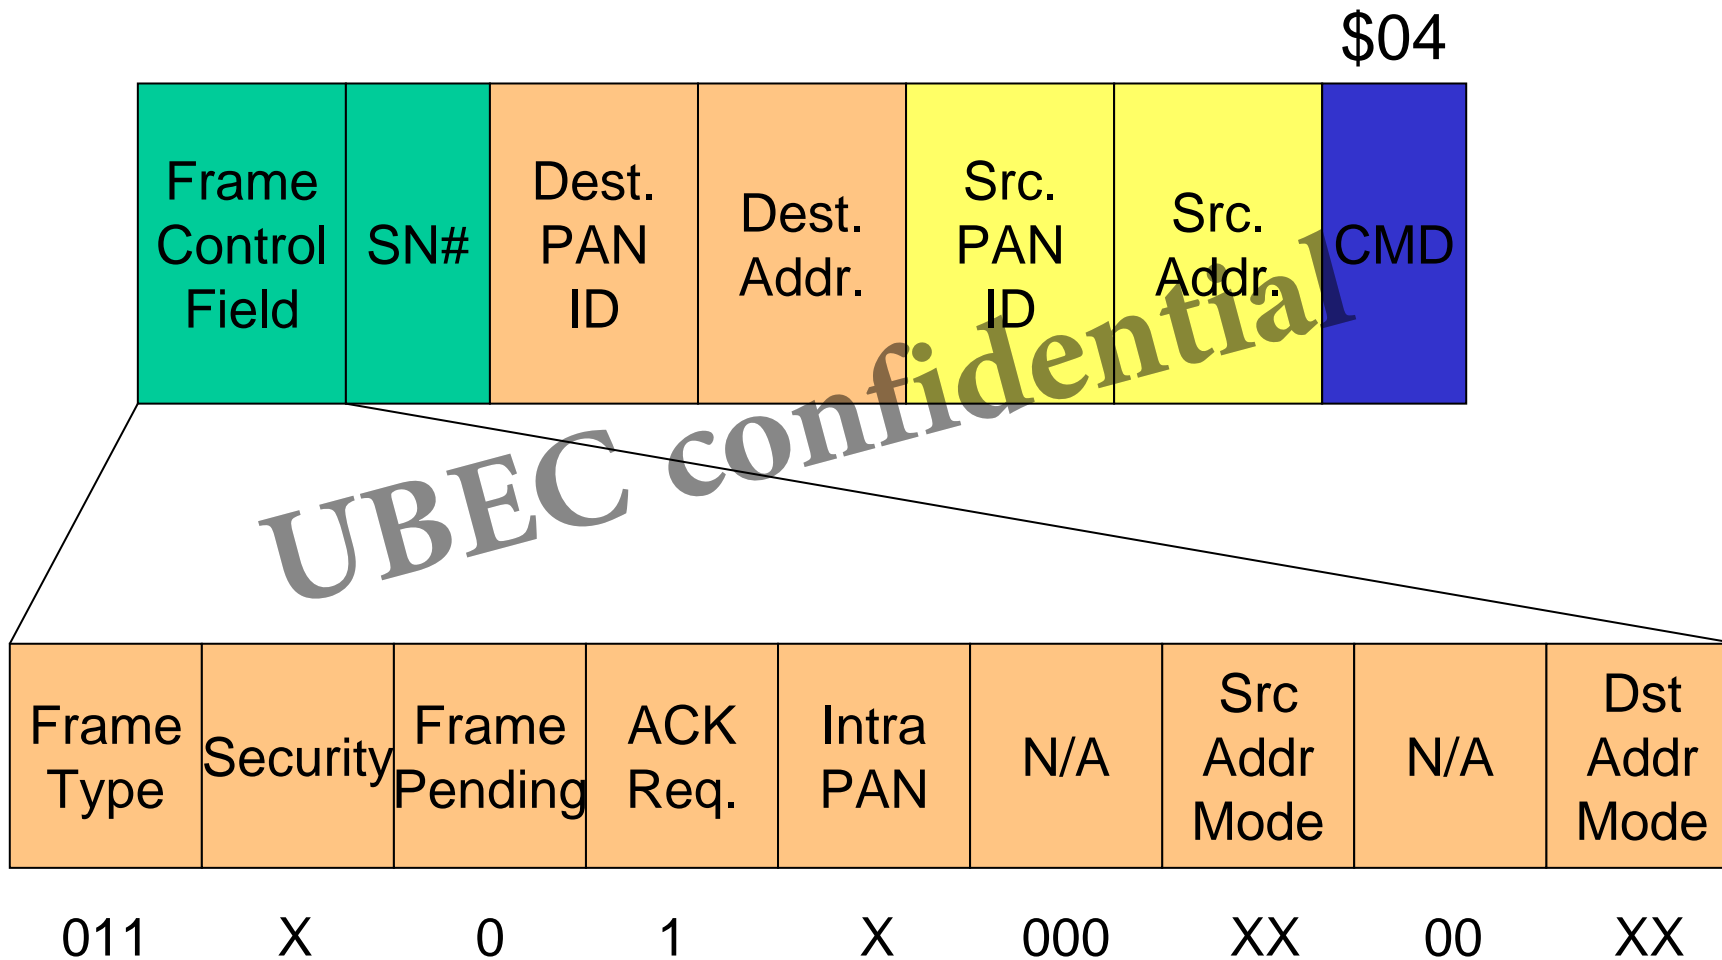 $04
Frame
Control
Field
SN#
Dest.
PAN
ID
Dest.
Addr.
Src.
PAN
ID
Src.
Addr.
CMD
UBEC confidential
Frame
Type
Security
Frame
Pending
ACK
Req.
Intra
PAN
N/A
Src
Addr
Mode
N/A
Dst
Addr
Mode
011 X 0 1 X 000 XX 00 XX